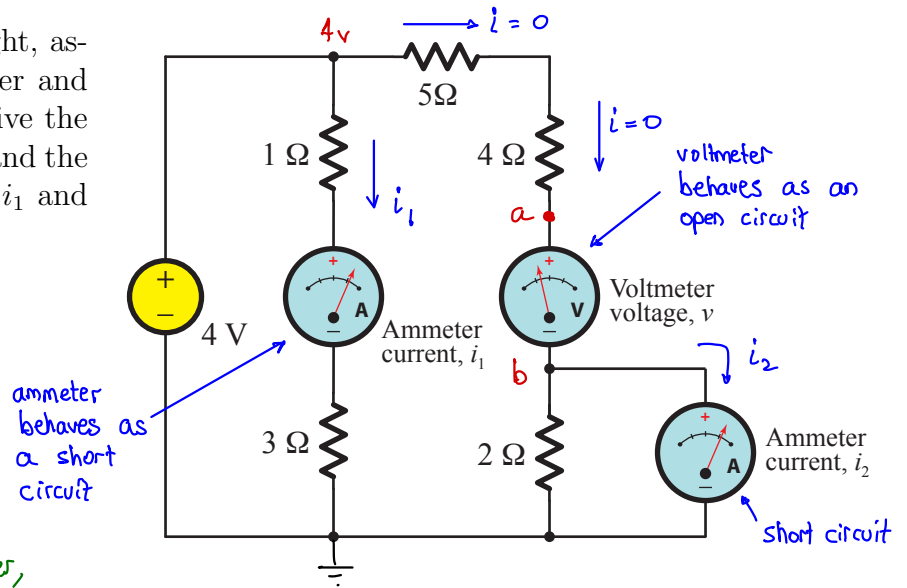 ght, as-
er and
ive the
and the
i₁ and
4v
i = 0
5Ω
1 Ω
i₁
4 Ω
i = 0
voltmeter
behaves as an
open circuit
a
+
−
4 V
+
A
−
Ammeter
current, i₁
+
V
−
Voltmeter
voltage, v
b
i₂
ammeter
behaves as
a short
circuit
3 Ω
2 Ω
+
A
−
Ammeter
current, i₂
short circuit